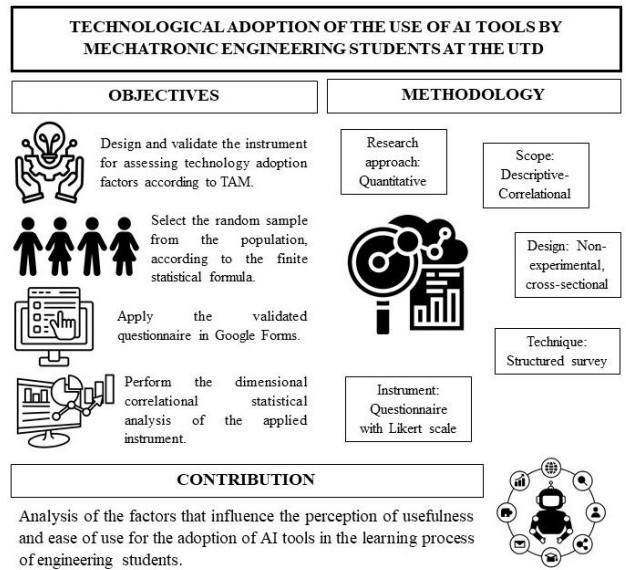 TECHNOLOGICAL ADOPTION OF THE USE OF AI TOOLS BY
MECHATRONIC ENGINEERING STUDENTS AT THE UTD
OBJECTIVES
Design and validate the instrument
for assessing technology adoption
factors according to TAM.
Select the random sample
from the population,
according to the finite
statistical formula.
Apply the validated
questionnaire in Google Forms.
Perform the dimensional
correlational statistical
analysis of the applied
instrument.
METHODOLOGY
Research
approach:
Quantitative
Scope:
Descriptive-
Correlational
Design: Non-
experimental,
cross-sectional
Technique:
Structured survey
Instrument:
Questionnaire
with Likert scale
CONTRIBUTION
Analysis of the factors that influence the perception of usefulness
and ease of use for the adoption of AI tools in the learning process
of engineering students.